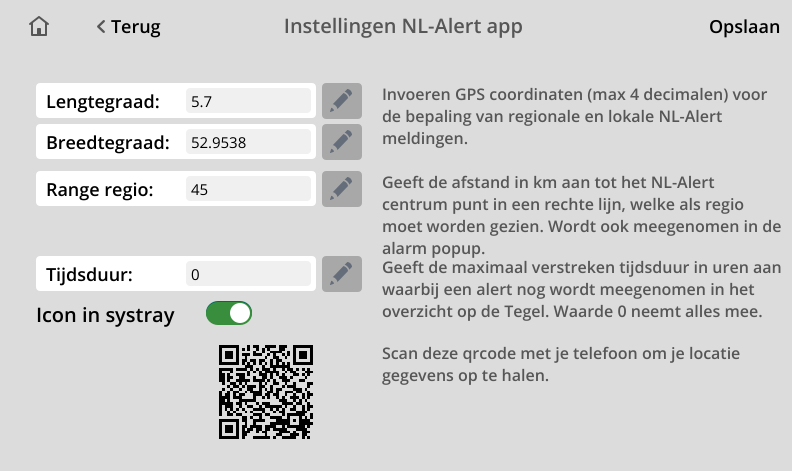 Terug
Instellingen NL-Alert app
Opslaan
Lengtegraad:
5.7
Invoeren GPS coordinaten (max 4 decimalen) voor
de bepaling van regionale en lokale NL-Alert
meldingen.
Breedtegraad:
52.9538
Range regio:
45
Geeft de afstand in km aan tot het NL-Alert
centrum punt in een rechte lijn, welke als regio
moet worden gezien. Wordt ook meegenomen in de
alarm popup.
Tijdsduur:
0
Geeft de maximaal verstreken tijdsduur in uren aan
waarbij een alert nog wordt meegenomen in het
overzicht op de Tegel. Waarde 0 neemt alles mee.
Icon in systray
Scan deze qrcode met je telefoon om je locatie
gegevens op te halen.